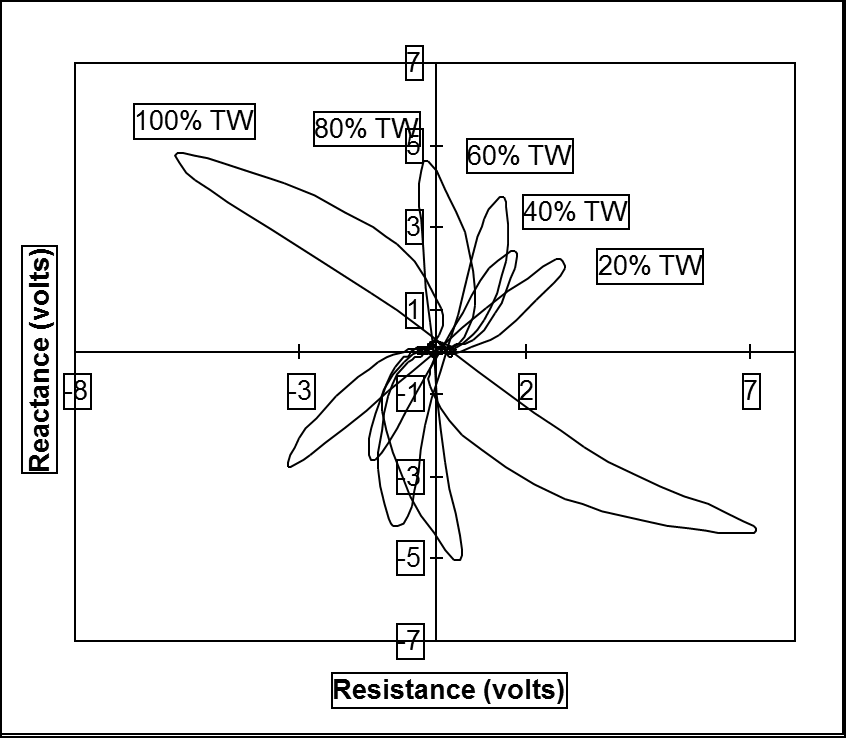 7
100% TW
80% TW
5
60% TW
40% TW
3
20% TW
1
Reactance (volts)
-8
-3
-1
2
7
-3
-5
-7
Resistance (volts)